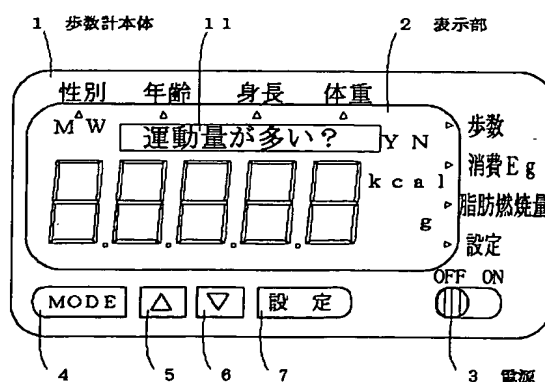 1 歩数計本体 11 2 表示部
性別 年齢 身長 体重
M W 運動量が多い? Y N 歩数
kcal 消費Eg
脂肪燃焼量
g 設定
OFF ON
MODE △ ▽ 設 定
4 5 6 7 3 電源